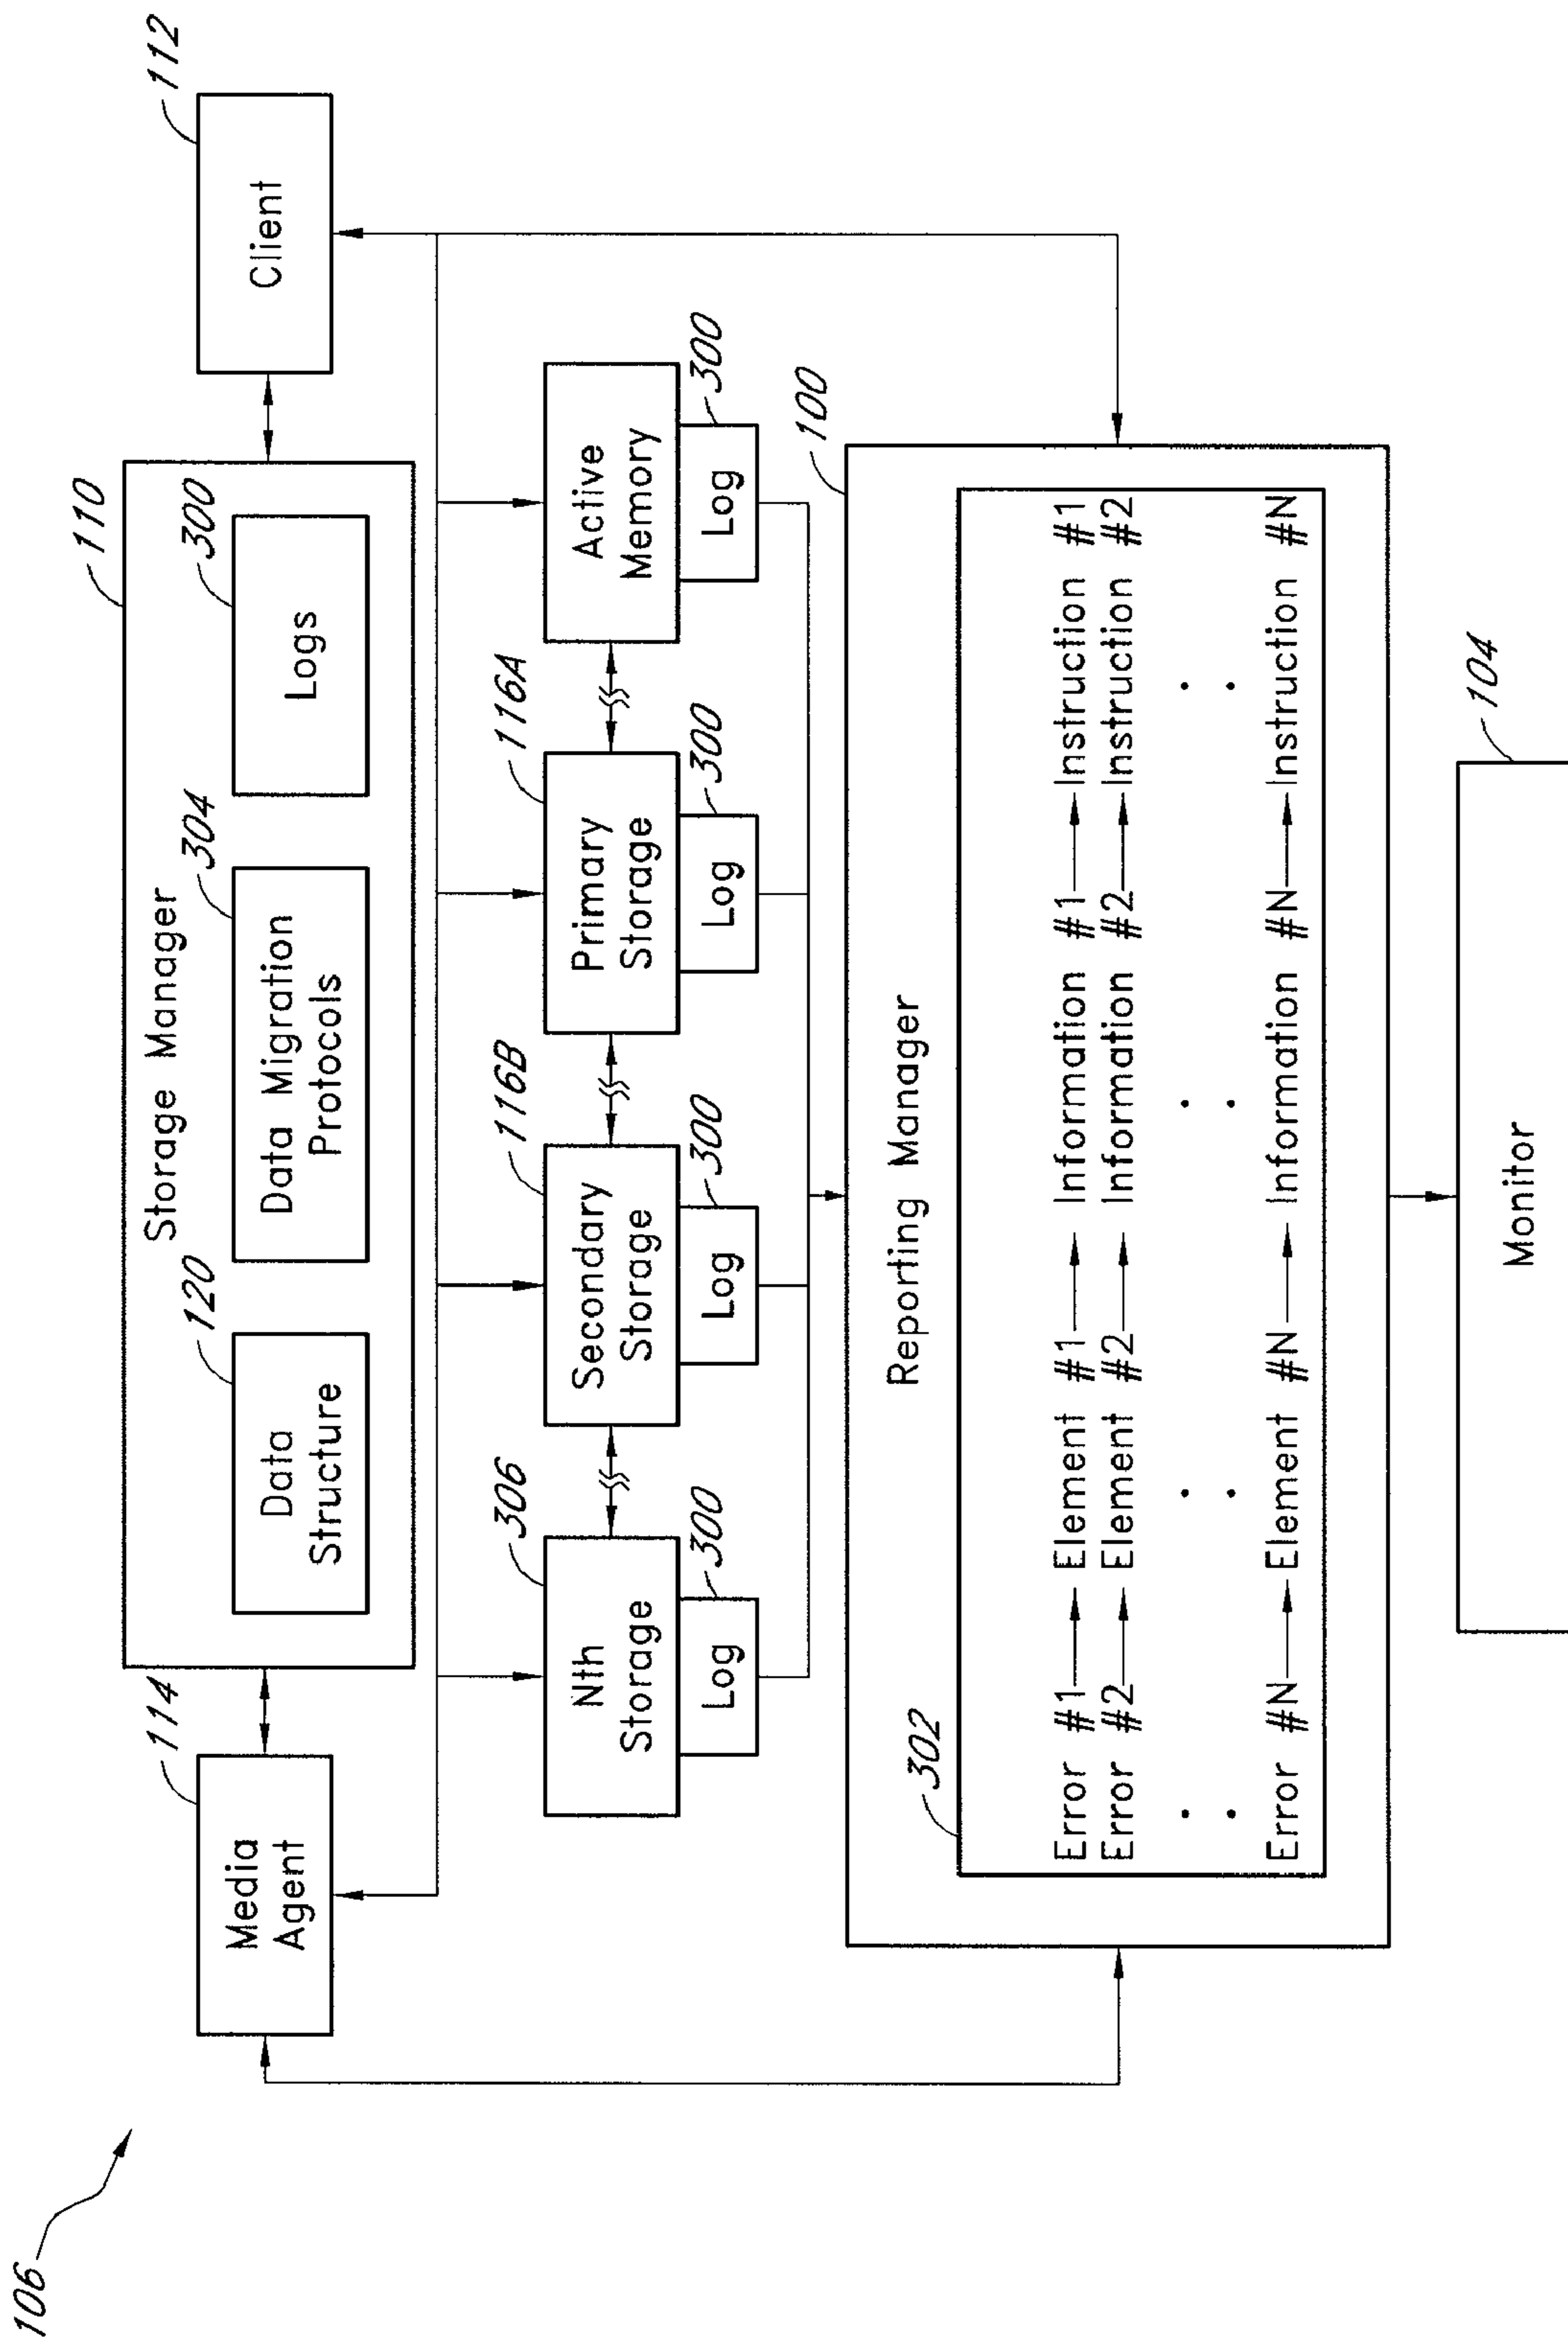 106
110
112
114
Storage Manager
120
304
300
Media
Agent
Data
Structure
Data Migration
Protocols
Logs
Client
306
116B
116A
Nth
Storage
Secondary
Storage
Primary
Storage
Active
Memory
300
300
300
300
Log
Log
Log
Log
100
Reporting Manager
302
Error #1 Element #1 Information #1 Instruction #1
Error #2 Element #2 Information #2 Instruction #2
Error #N Element #N Information #N Instruction #N
104
Monitor